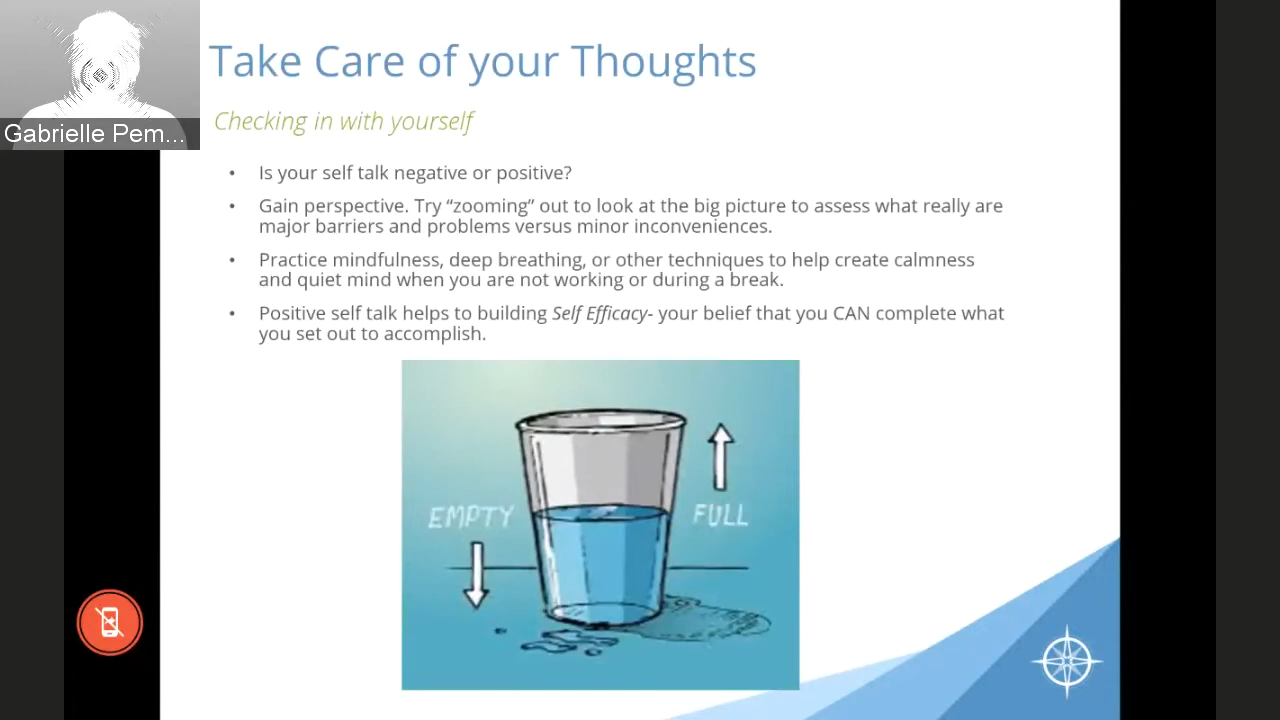 Take Care of your Thoughts
Gabrielle Pem...
Checking in with yourself
• Is your self talk negative or positive?
• Gain perspective. Try “zooming” out to look at the big picture to assess what really are
major barriers and problems versus minor inconveniences.
• Practice mindfulness, deep breathing, or other techniques to help create calmness
and quiet mind when you are not working or during a break.
• Positive self talk helps to building Self Efficacy- your belief that you CAN complete what
you set out to accomplish.
EMPTY
FULL